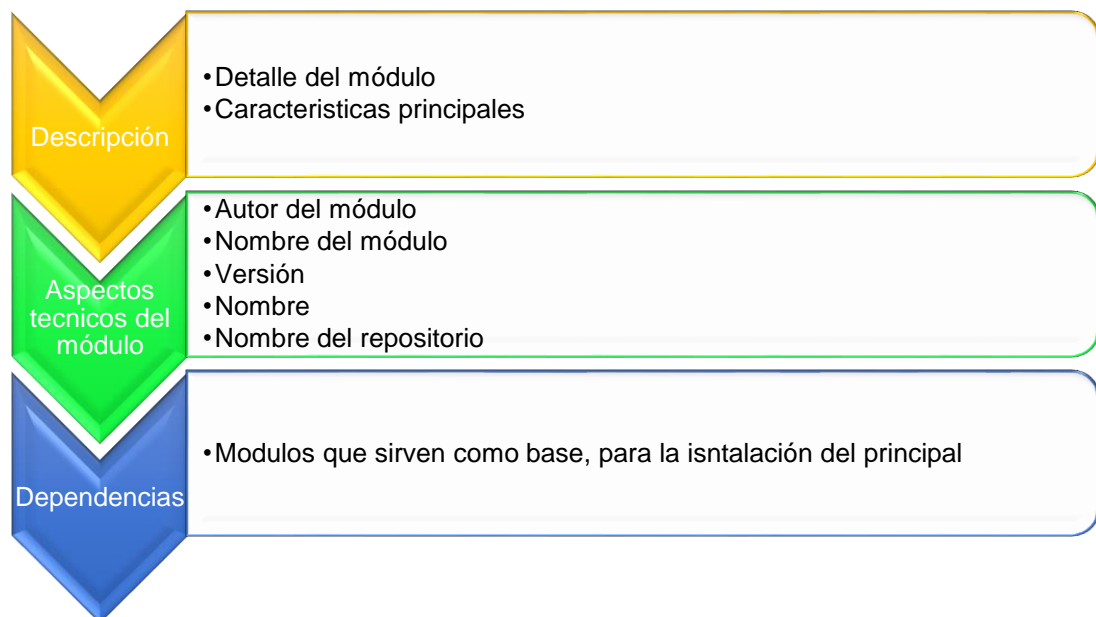 Descripción
•Detalle del módulo
•Caracteristicas principales
Aspectos
tecnicos del
módulo
•Autor del módulo
•Nombre del módulo
•Versión
•Nombre
•Nombre del repositorio
Dependencias
•Modulos que sirven como base, para la isntalación del principal